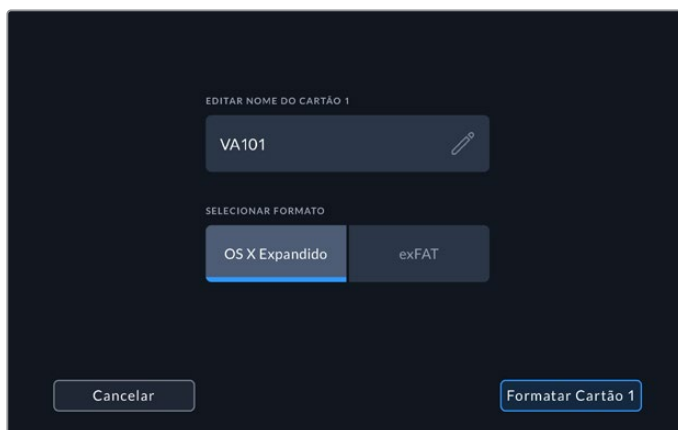 EDITAR NOME DO CARTÃO 1
VA101
SELECIONAR FORMATO
OS X Expandido
exFAT
Cancelar
Formatar Cartão 1